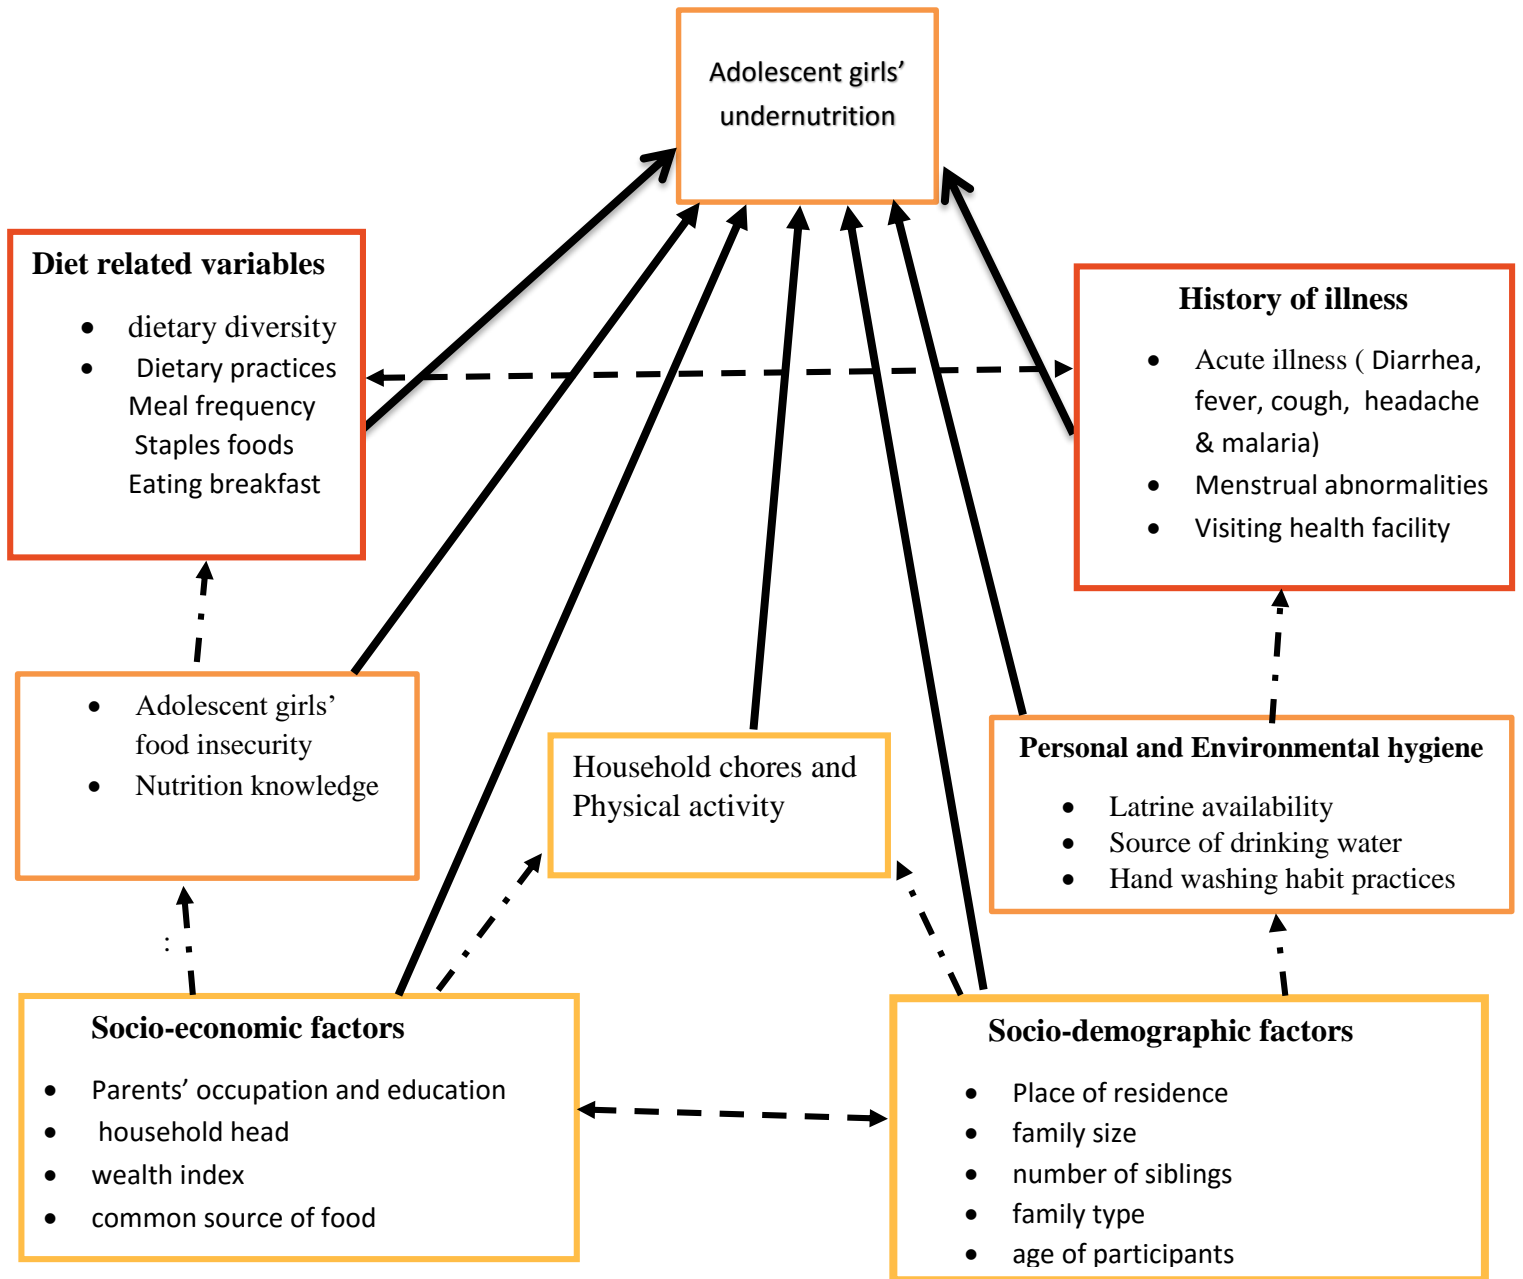 Adolescent girls’
undernutrition
Diet related variables
• dietary diversity
• Dietary practices
Meal frequency
Staples foods
Eating breakfast
History of illness
• Acute illness ( Diarrhea,
fever, cough, headache
& malaria)
• Menstrual abnormalities
• Visiting health facility
• Adolescent girls’
food insecurity
• Nutrition knowledge
Household chores and
Physical activity
Personal and Environmental hygiene
• Latrine availability
• Source of drinking water
• Hand washing habit practices
:
Socio-economic factors
• Parents’ occupation and education
• household head
• wealth index
• common source of food
Socio-demographic factors
• Place of residence
• family size
• number of siblings
• family type
• age of participants